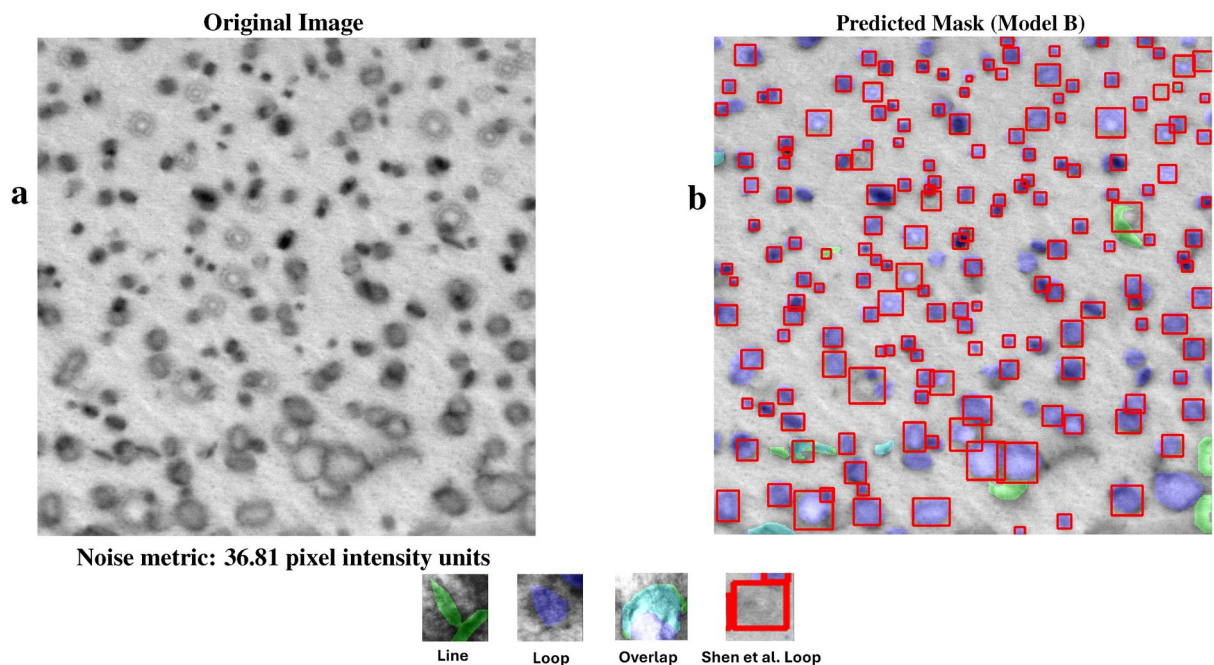 Original Image
Predicted Mask (Model B)
a
b
Noise metric: 36.81 pixel intensity units
Line
Loop
Overlap
Shen et al. Loop